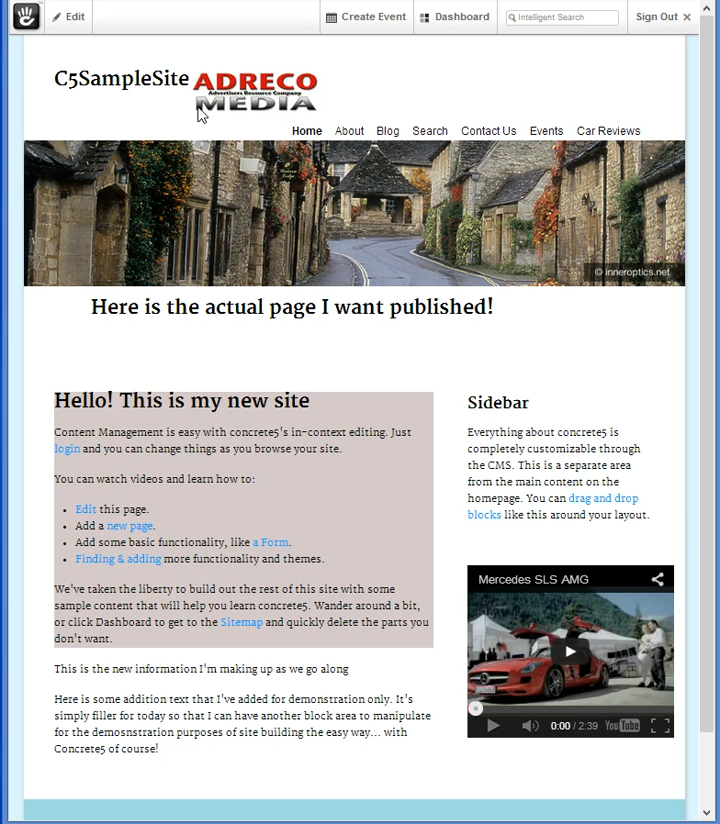 Edit
Create Event
Dashboard
Intelligent Search
Sign Out
C5SampleSite
ADRECO
Advertisers Resource Company
MEDIA
Home About Blog Search Contact Us Events Car Reviews
© inneroptics.net
Here is the actual page I want published!
Hello! This is my new site
Content Management is easy with concrete5's in-context editing. Just
login and you can change things as you browse your site.
You can watch videos and learn how to:
• Edit this page.
• Add a new page.
• Add some basic functionality, like a Form.
• Finding & adding more functionality and themes.
We've taken the liberty to build out the rest of this site with some
sample content that will help you learn concrete5. Wander around a bit,
or click Dashboard to get to the Sitemap and quickly delete the parts you
don't want.
This is the new information I'm making up as we go along
Here is some addition text that I've added for demonstration only. It's
simply filler for today so that I can have another block area to manipulate
for the demosnstration purposes of site building the easy way... with
Concrete5 of course!
Sidebar
Everything about concrete5 is
completely customizable through
the CMS. This is a separate area
from the main content on the
homepage. You can drag and drop
blocks like this around your layout.
Mercedes SLS AMG
0:00 / 2:39 YouTube